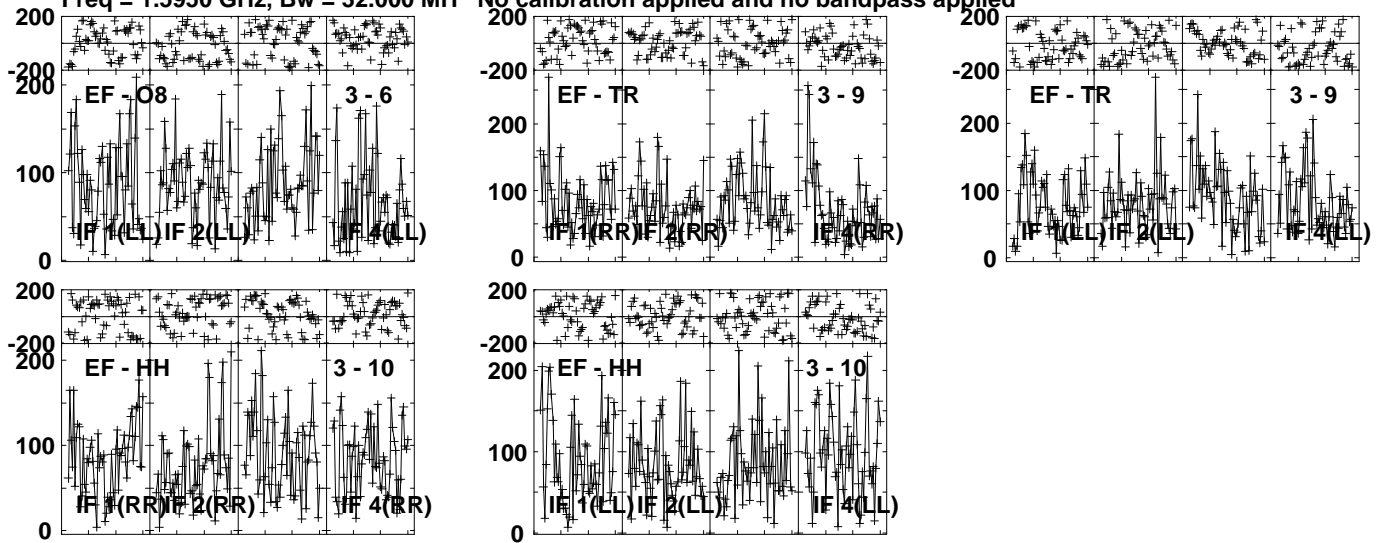 Freq = 1.5950 GHz, Bw = 32.000 MH No calibration applied and no bandpass applied
200
-200
200
100
0
EF - O8
3 - 6
IF 1(LL)
IF 2(LL)
IF 4(LL)
200
-200
200
100
0
EF - TR
3 - 9
IF 1(RR)
IF 2(RR)
IF 4(RR)
200
-200
200
100
0
EF - TR
3 - 9
IF 1(LL)
IF 2(LL)
IF 4(LL)
200
-200
200
100
0
EF - HH
3 - 10
IF 1(RR)
IF 2(RR)
IF 4(RR)
200
-200
200
100
0
EF - HH
3 - 10
IF 1(LL)
IF 2(LL)
IF 4(LL)